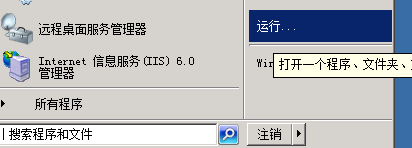 远程桌面服务管理器
运行...
Internet 信息服务(IIS) 6.0
管理器
打开一个程序、文件夹、
所有程序
搜索程序和文件
注销